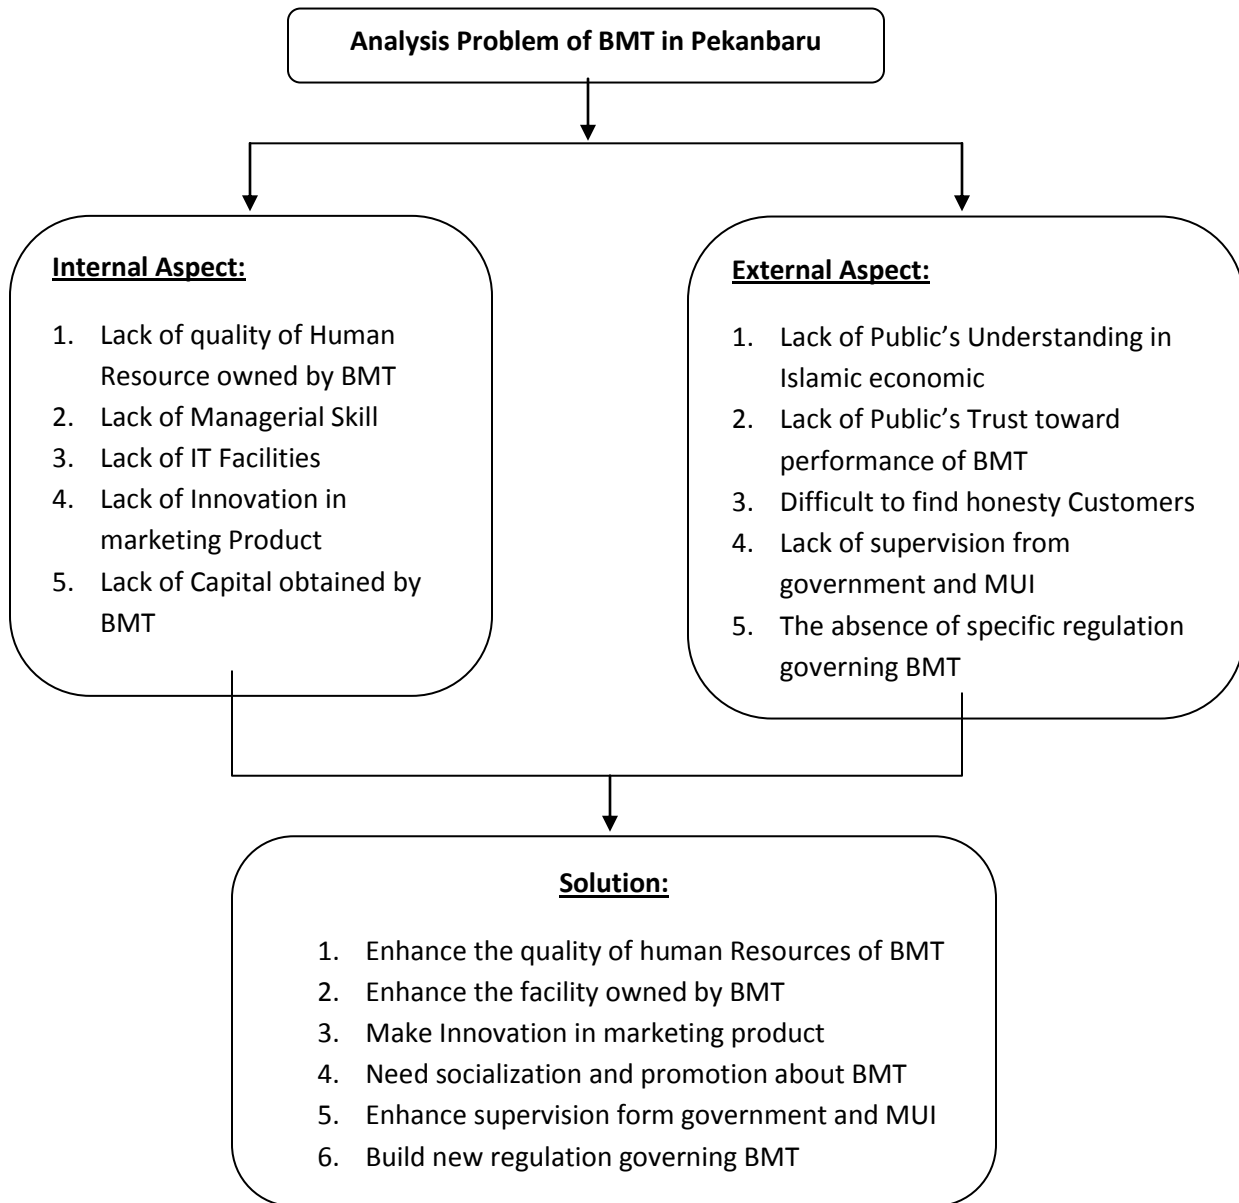 Analysis Problem of BMT in Pekanbaru
Internal Aspect:
1. Lack of quality of Human
Resource owned by BMT
2. Lack of Managerial Skill
3. Lack of IT Facilities
4. Lack of Innovation in
marketing Product
5. Lack of Capital obtained by
BMT
External Aspect:
1. Lack of Public’s Understanding in
Islamic economic
2. Lack of Public’s Trust toward
performance of BMT
3. Difficult to find honesty Customers
4. Lack of supervision from
government and MUI
5. The absence of specific regulation
governing BMT
Solution:
1. Enhance the quality of human Resources of BMT
2. Enhance the facility owned by BMT
3. Make Innovation in marketing product
4. Need socialization and promotion about BMT
5. Enhance supervision form government and MUI
6. Build new regulation governing BMT